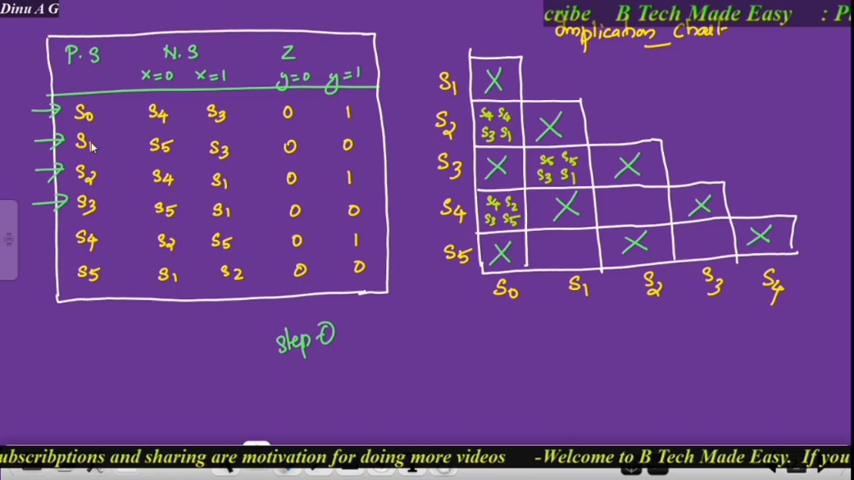 Dinu A G
cribe B Tech Made Easy : P
Implication Chart
P.S N.S Z
x=0 x=1 y=0 y=1
S0 S4 S3 0 1
S1 S5 S3 0 0
S2 S4 S1 0 1
S3 S5 S1 0 0
S4 S2 S5 0 1
S5 S1 S2 0 0
S1 X
S2 S4 S4 X
S3 S1
S3 X S5 S5 X
S3 S1
S4 S4 S2 X X
S3 S5
S5 X X X
S0 S1 S2 S3 S4
step-0
ubscribptions and sharing are motivation for doing more videos -Welcome to B Tech Made Easy. If you